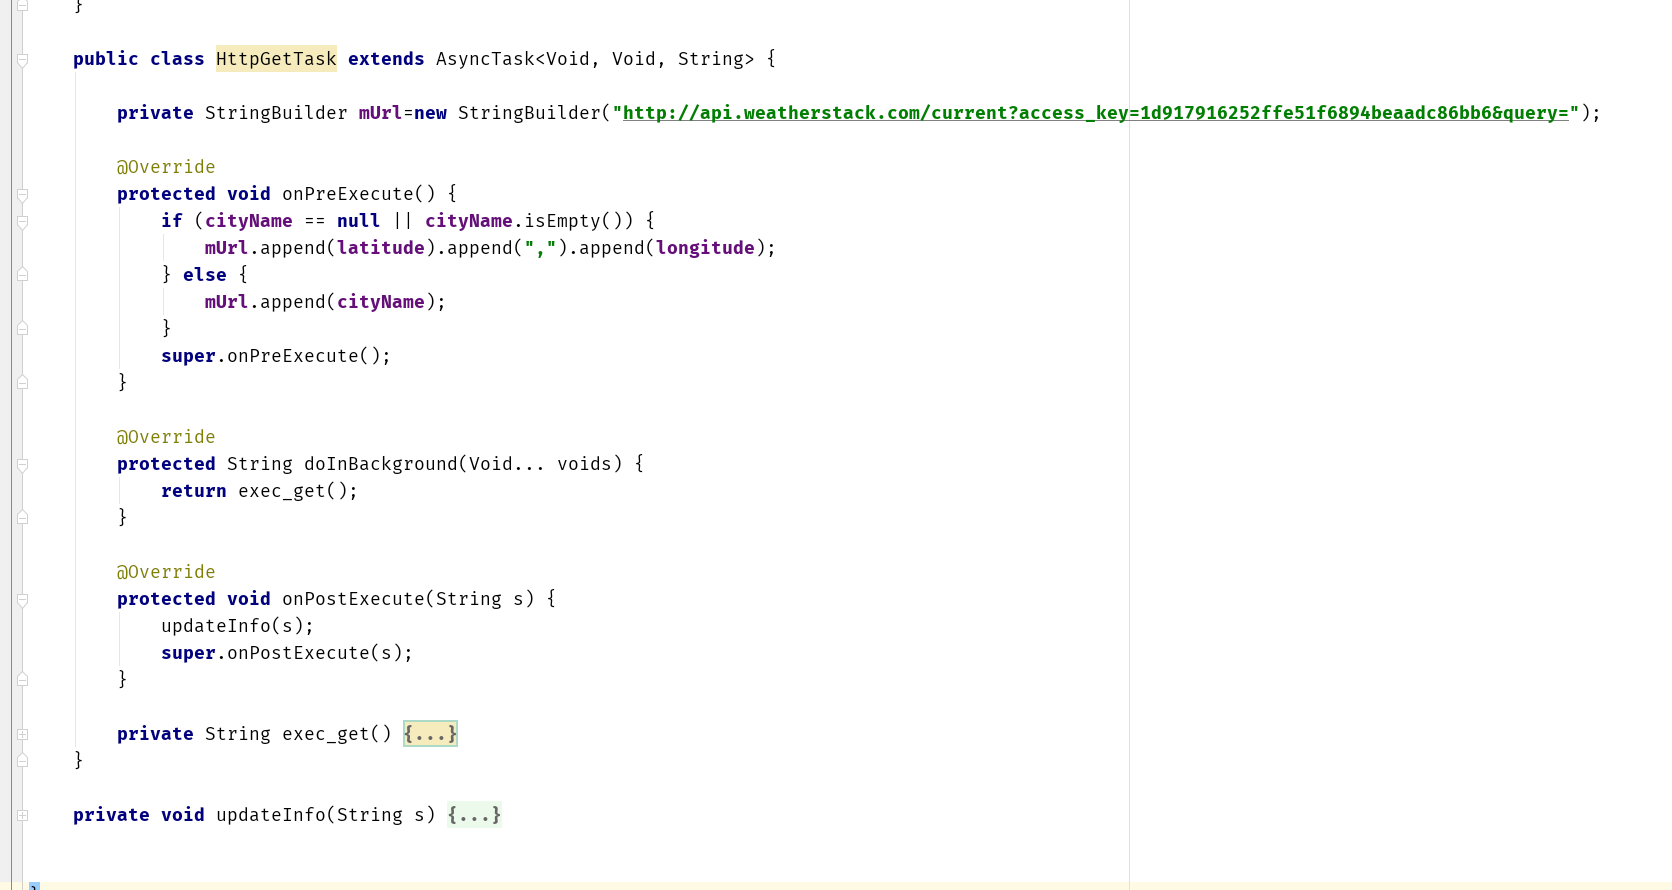 }
public class HttpGetTask extends AsyncTask<Void, Void, String> {
private StringBuilder mUrl=new StringBuilder("http://api.weatherstack.com/current?access_key=1d917916252ffe51f6894beaadc86bb6&query=");
@Override
protected void onPreExecute() {
if (cityName == null || cityName.isEmpty()) {
mUrl.append(latitude).append(",").append(longitude);
} else {
mUrl.append(cityName);
}
super.onPreExecute();
}
@Override
protected String doInBackground(Void... voids) {
return exec_get();
}
@Override
protected void onPostExecute(String s) {
updateInfo(s);
super.onPostExecute(s);
}
private String exec_get() {...}
}
private void updateInfo(String s) {...}
}